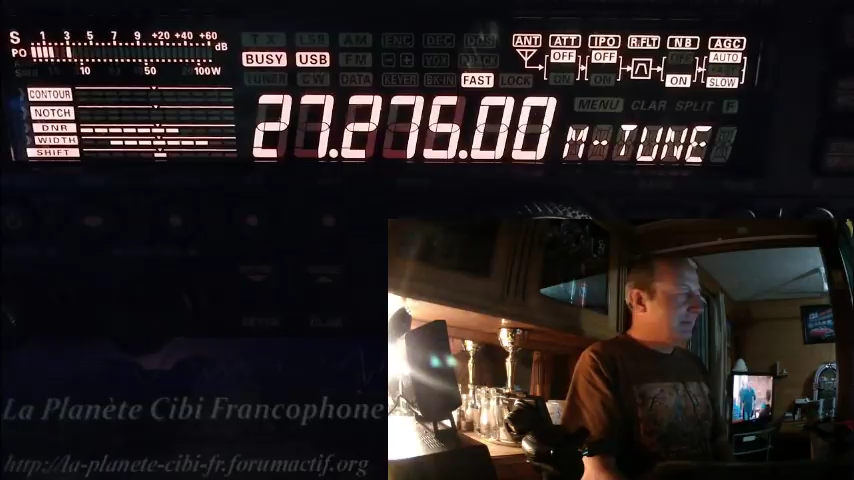 S 1 3 5 7 9 +20 +40 +60 dB
PO
10 50 100W
TX LSB AM ENC DEC
BUSY USB FM VOX
TUNER CW DATA KEYER BK-IN FAST LOCK
ANT ATT IPO R.FLT NB AGC
OFF OFF AUTO
ON ON ON SLOW
CONTOUR
NOTCH
DNR
WIDTH
SHIFT
27.275.00
MENU CLAR SPLIT F
M-TUNE
La Planète Cibi Francophone
http://la-planete-cibi-fr.forumactif.org